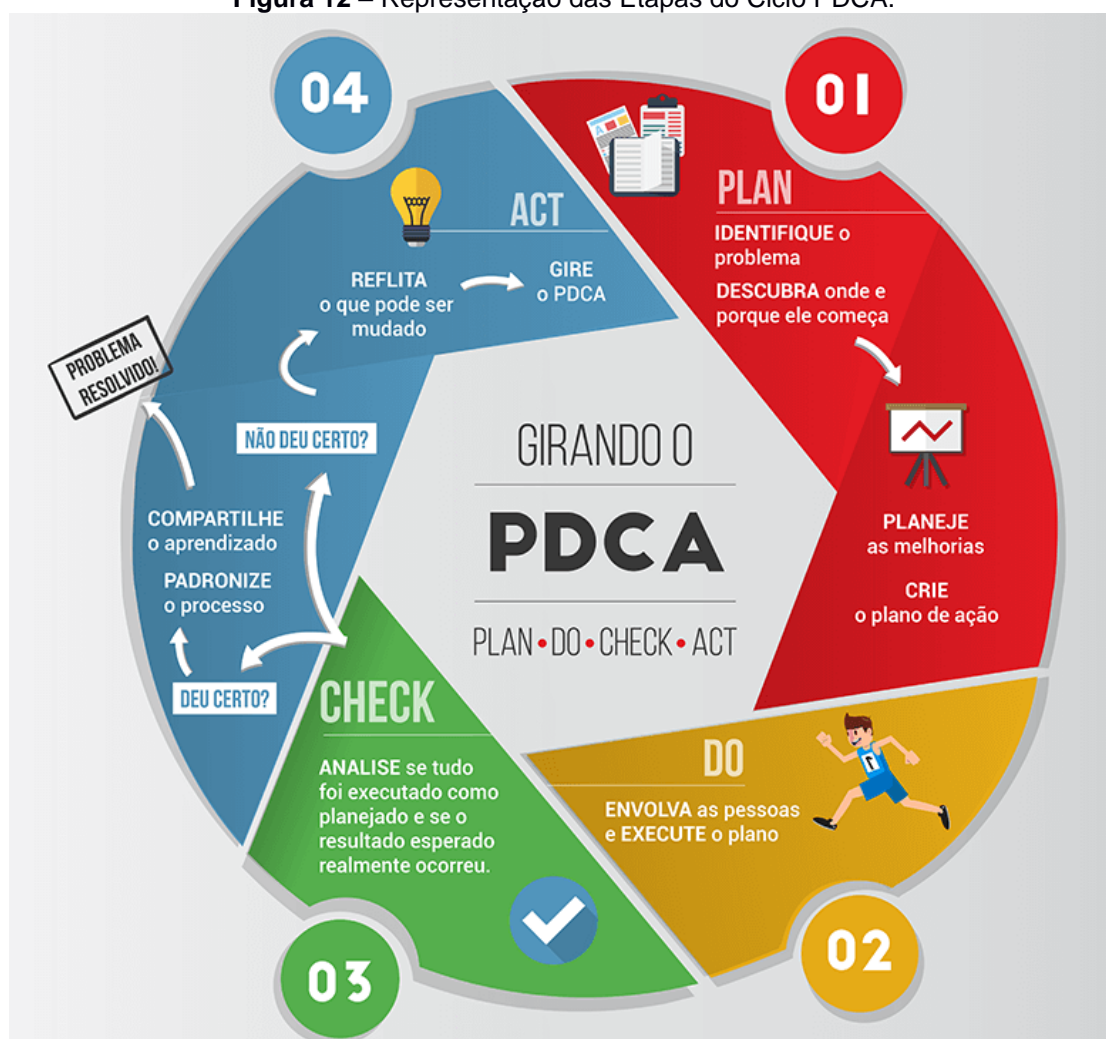 Figura 12 – Representação das Etapas do Ciclo PDCA.
04
01
PLAN
IDENTIFIQUE o
problema
DESCUBRA onde e
porque ele começa
PLANEJE
as melhorias
CRIE
o plano de ação
ACT
REFLITA
o que pode ser
mudado
GIRE
o PDCA
PROBLEMA
RESOLVIDO!
NÃO DEU CERTO?
COMPARTILHE
o aprendizado
PADRONIZE
o processo
DEU CERTO?
GIRANDO O
PDCA
PLAN•DO•CHECK•ACT
CHECK
ANALISE se tudo
foi executado como
planejado e se o
resultado esperado
realmente ocorreu.
DO
1
ENVOLVA as pessoas
e EXECUTE o plano
03
02